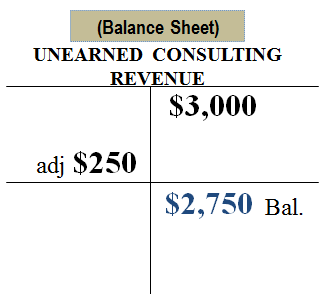 (Balance Sheet)
UNEARNED CONSULTING
REVENUE
$3,000
adj $250
$2,750 Bal.